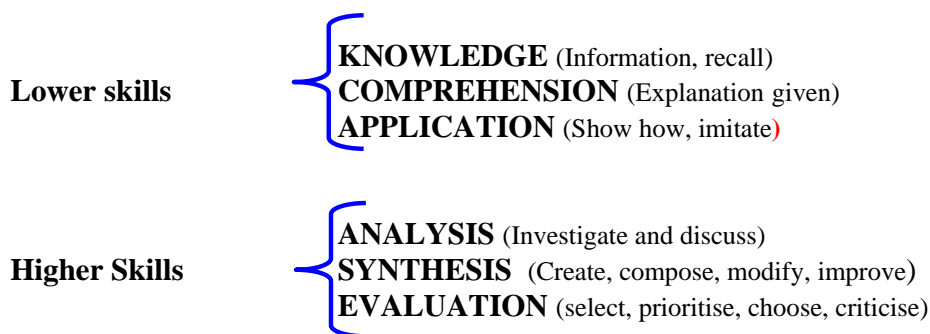 KNOWLEDGE (Information, recall)
Lower skills COMPREHENSION (Explanation given)
APPLICATION (Show how, imitate)
ANALYSIS (Investigate and discuss)
Higher Skills SYNTHESIS (Create, compose, modify, improve)
EVALUATION (select, prioritise, choose, criticise)